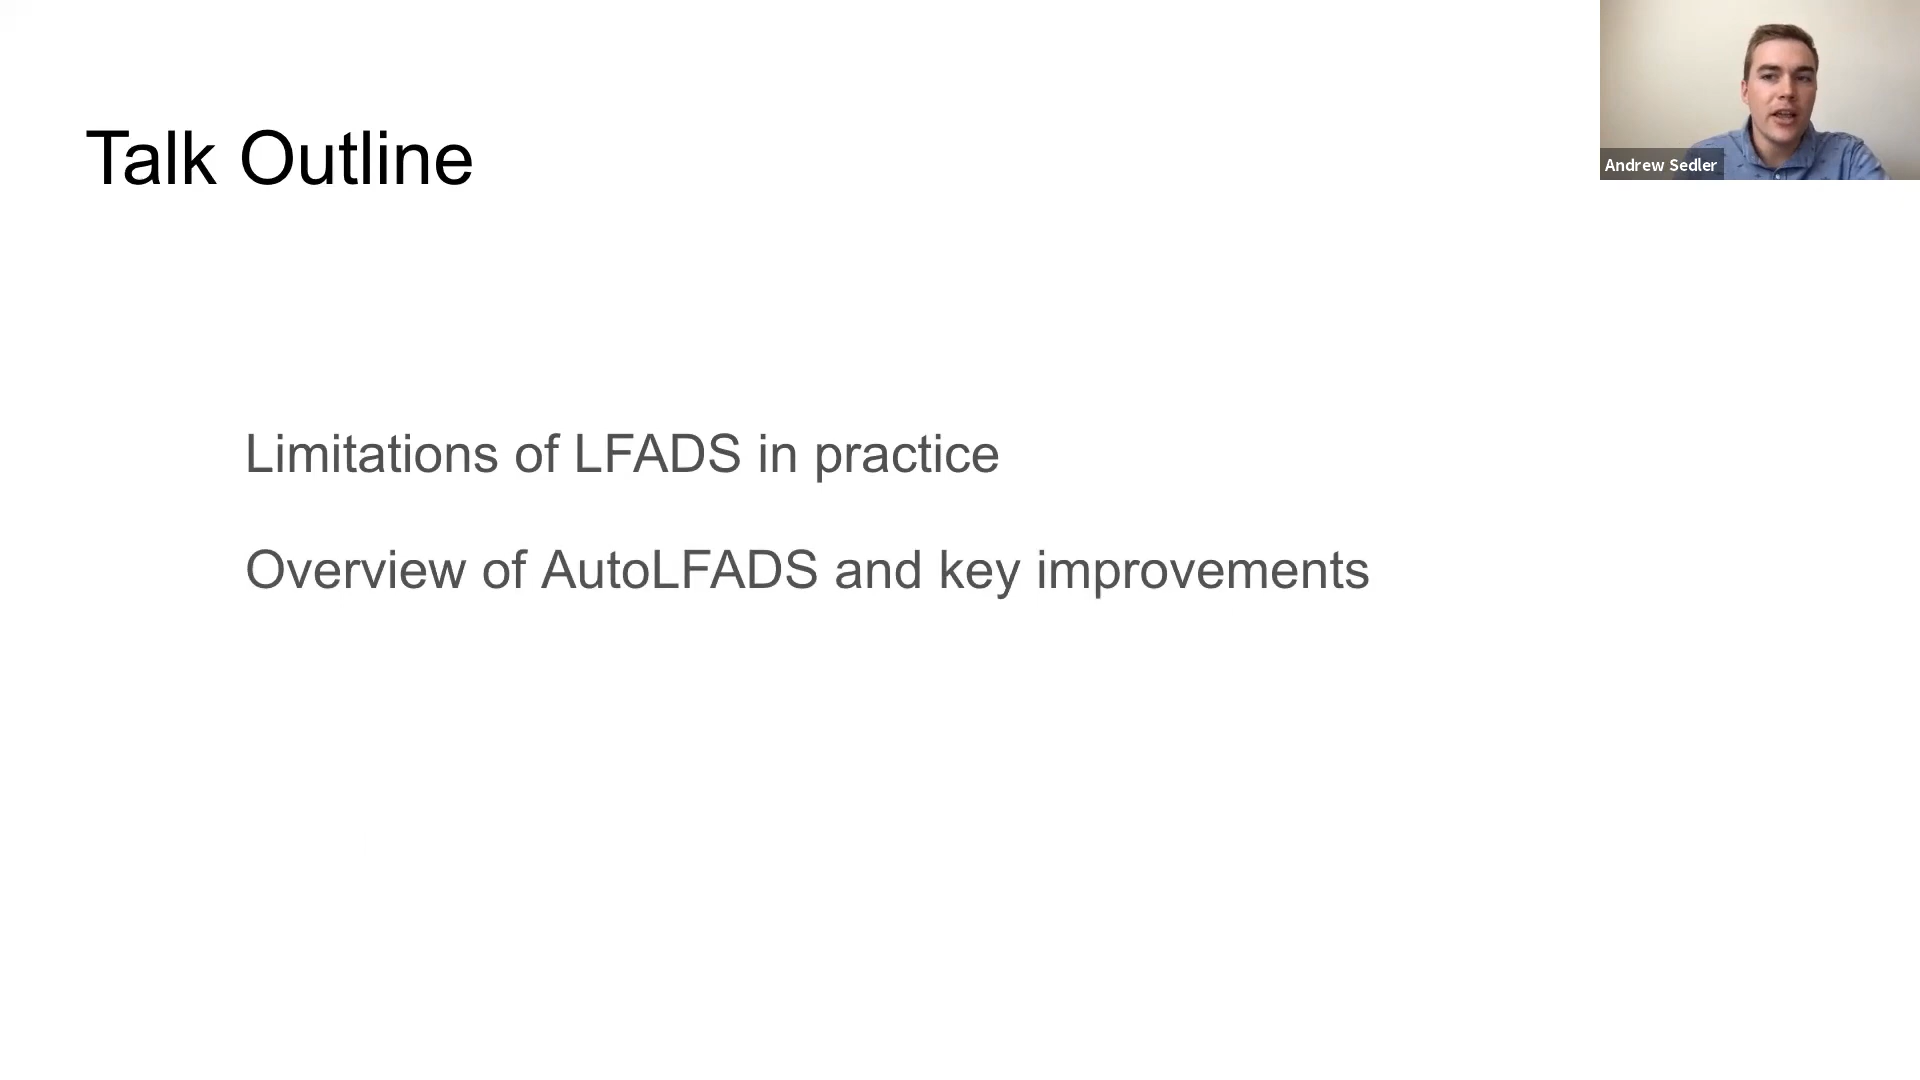 Talk Outline
Andrew Sedler
Limitations of LFADS in practice
Overview of AutoLFADS and key improvements